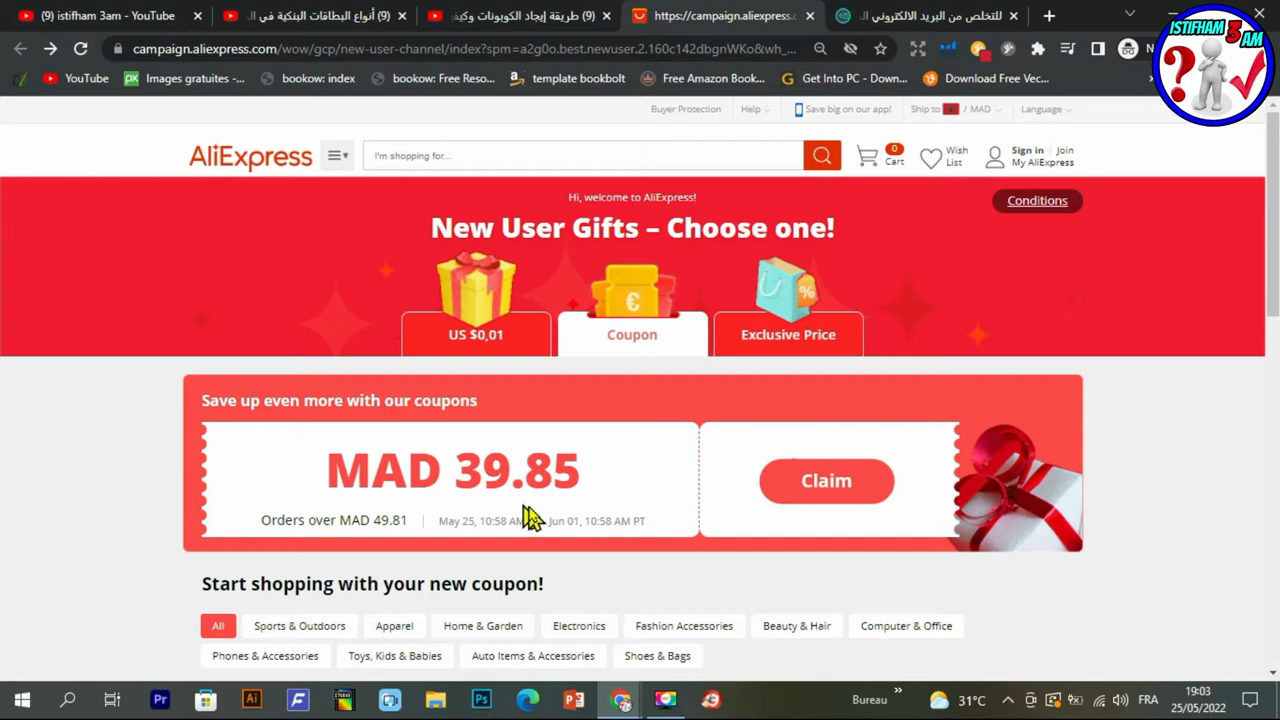 (9) istifham 3am - YouTube
(9) أنواع البطاقات البنكية في الـ
(9) طريقة إيجاد الكوبونات وكيف
https://campaign.aliexpress.c
للتخلص من البريد الالكتروني الـ
campaign.aliexpress.com/wow/gcp/new-user-channel/index?spm=a2g0o.best.newuser.2.160c142dbgnWKo&wh_...
YouTube
Images gratuites -...
bookow: index
bookow: Free Reso...
template bookbolt
Free Amazon Book...
Get Into PC - Down...
Download Free Vec...
ISTIFHAM 3AM
Buyer Protection
Help
Save big on our app!
Ship to / MAD
Language
AliExpress
I'm shopping for...
0
Cart
Wish
List
Sign in Join
My AliExpress
Hi, welcome to AliExpress!
Conditions
New User Gifts – Choose one!
US $0,01
Coupon
Exclusive Price
Save up even more with our coupons
MAD 39.85
Claim
Orders over MAD 49.81
May 25, 10:58 AM Jun 01, 10:58 AM PT
Start shopping with your new coupon!
All
Sports & Outdoors
Apparel
Home & Garden
Electronics
Fashion Accessories
Beauty & Hair
Computer & Office
Phones & Accessories
Toys, Kids & Babies
Auto Items & Accessories
Shoes & Bags
Bureau
31°C
FRA
19:03
25/05/2022